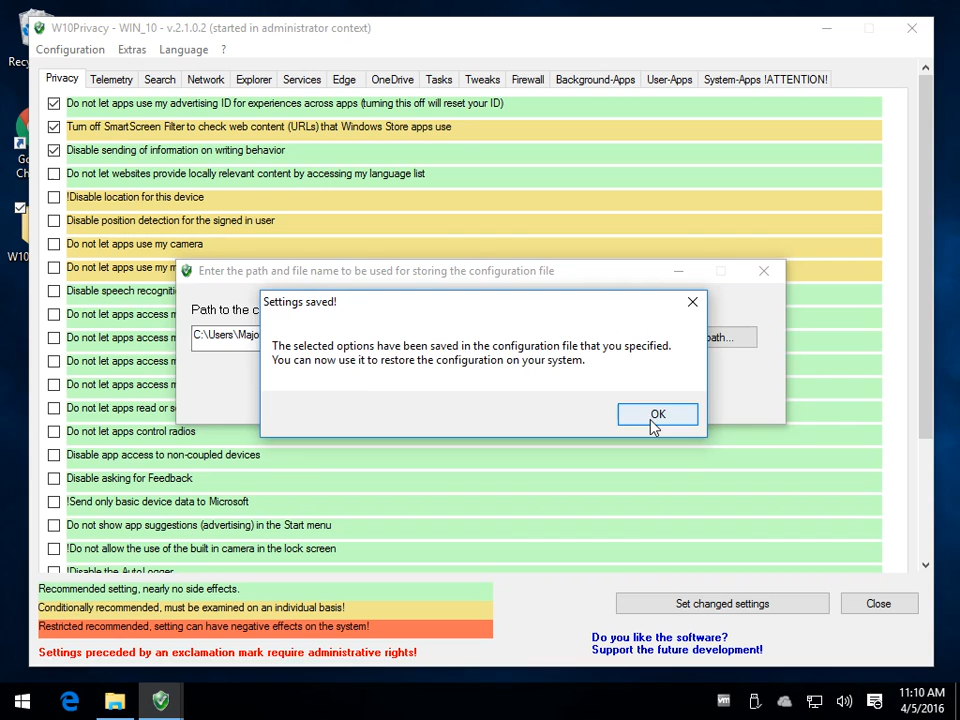 W10Privacy - WIN_10 - v.2.1.0.2 (started in administrator context)
Configuration Extras Language ?
Privacy Telemetry Search Network Explorer Services Edge OneDrive Tasks Tweaks Firewall Background-Apps User-Apps System-Apps !ATTENTION!
Do not let apps use my advertising ID for experiences across apps (turning this off will reset your ID)
Turn off SmartScreen Filter to check web content (URLs) that Windows Store apps use
Disable sending of information on writing behavior
Do not let websites provide locally relevant content by accessing my language list
!Disable location for this device
Disable position detection for the signed in user
Do not let apps use my camera
Do not let apps use my
Enter the path and file name to be used for storing the configuration file
Disable speech
Path to the
Settings saved!
Do not let apps access
C:\Users\
The selected options have been saved in the configuration file that you specified.
You can now use it to restore the configuration on your system.
Do not let apps access
Do not let apps access
Do not let apps access
Do not let apps read or
OK
Do not let apps control radios
Disable app access to non-coupled devices
Disable asking for Feedback
!Send only basic device data to Microsoft
Do not show app suggestions (advertising) in the Start menu
!Do not allow the use of the built in camera in the lock screen
!Disable the AutoLogger
Recommended setting, nearly no side effects.
Conditionally recommended, must be examined on an individual basis!
Restricted recommended, setting can have negative effects on the system!
Settings preceded by an exclamation mark require administrative rights!
Set changed settings
Close
Do you like the software?
Support the future development!
11:10 AM
4/5/2016